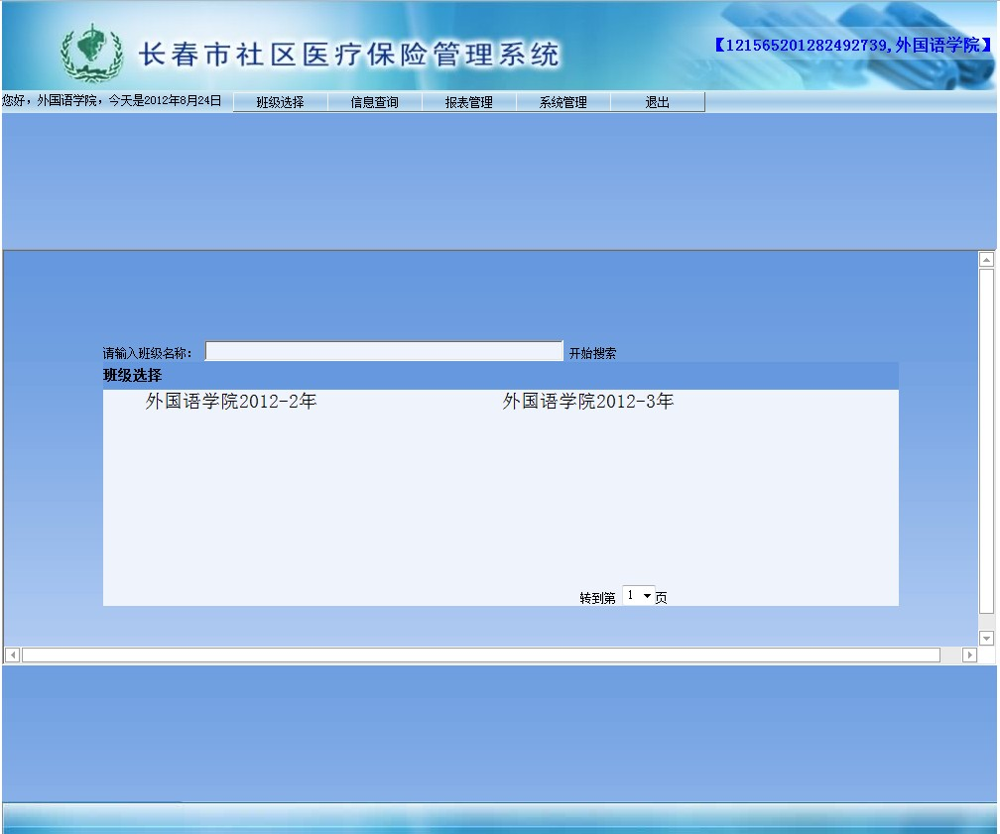 长春市社区医疗保险管理系统
【121565201282492739,外国语学院】
您好，外国语学院，今天是2012年8月24日
班级选择 信息查询 报表管理 系统管理 退出
请输入班级名称： 开始搜索
班级选择
外国语学院2012-2年 外国语学院2012-3年
转到第 1 页